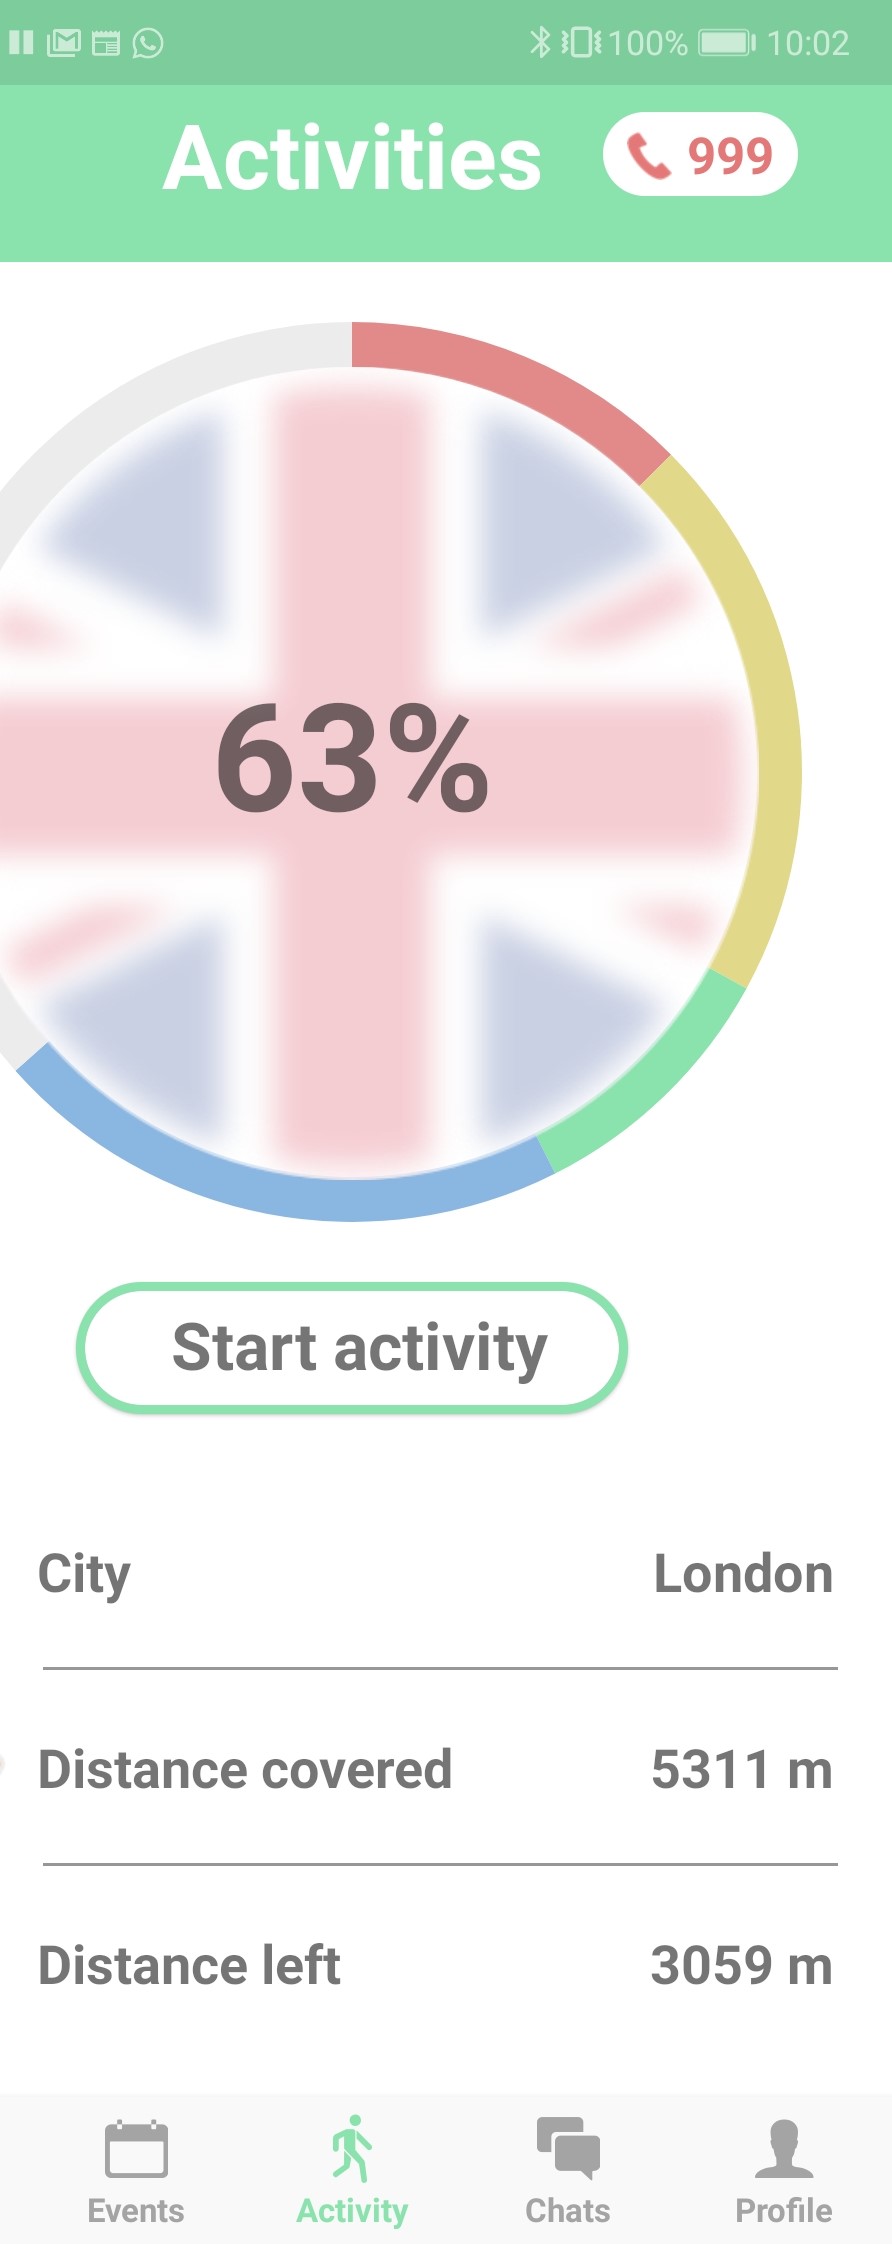 100% 10:02
Activities 999
63%
Start activity
City London
Distance covered 5311 m
Distance left 3059 m
Events Activity Chats Profile